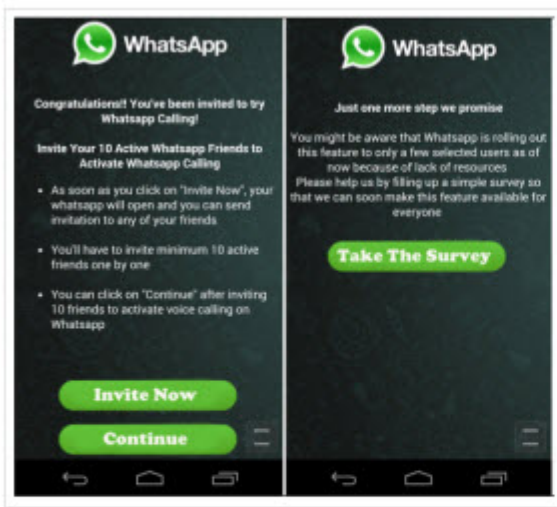 WhatsApp
Congratulations!! You've been invited to try
Whatsapp Calling!
Invite Your 10 Active Whatsapp Friends to
Activate Whatsapp Calling
As soon as you click on "Invite Now", your
whatsapp will open and you can send
invitation to any of your friends
You'll have to invite minimum 10 active
friends one by one
You can click on "Continue" after inviting
10 friends to activate voice calling on
Whatsapp
Invite Now
Continue
WhatsApp
Just one more step we promise
You might be aware that Whatsapp is rolling out
this feature to only a few selected users as of
now because of lack of resources
Please help us by filling up a simple survey so
that we can soon make this feature available for
everyone
Take The Survey